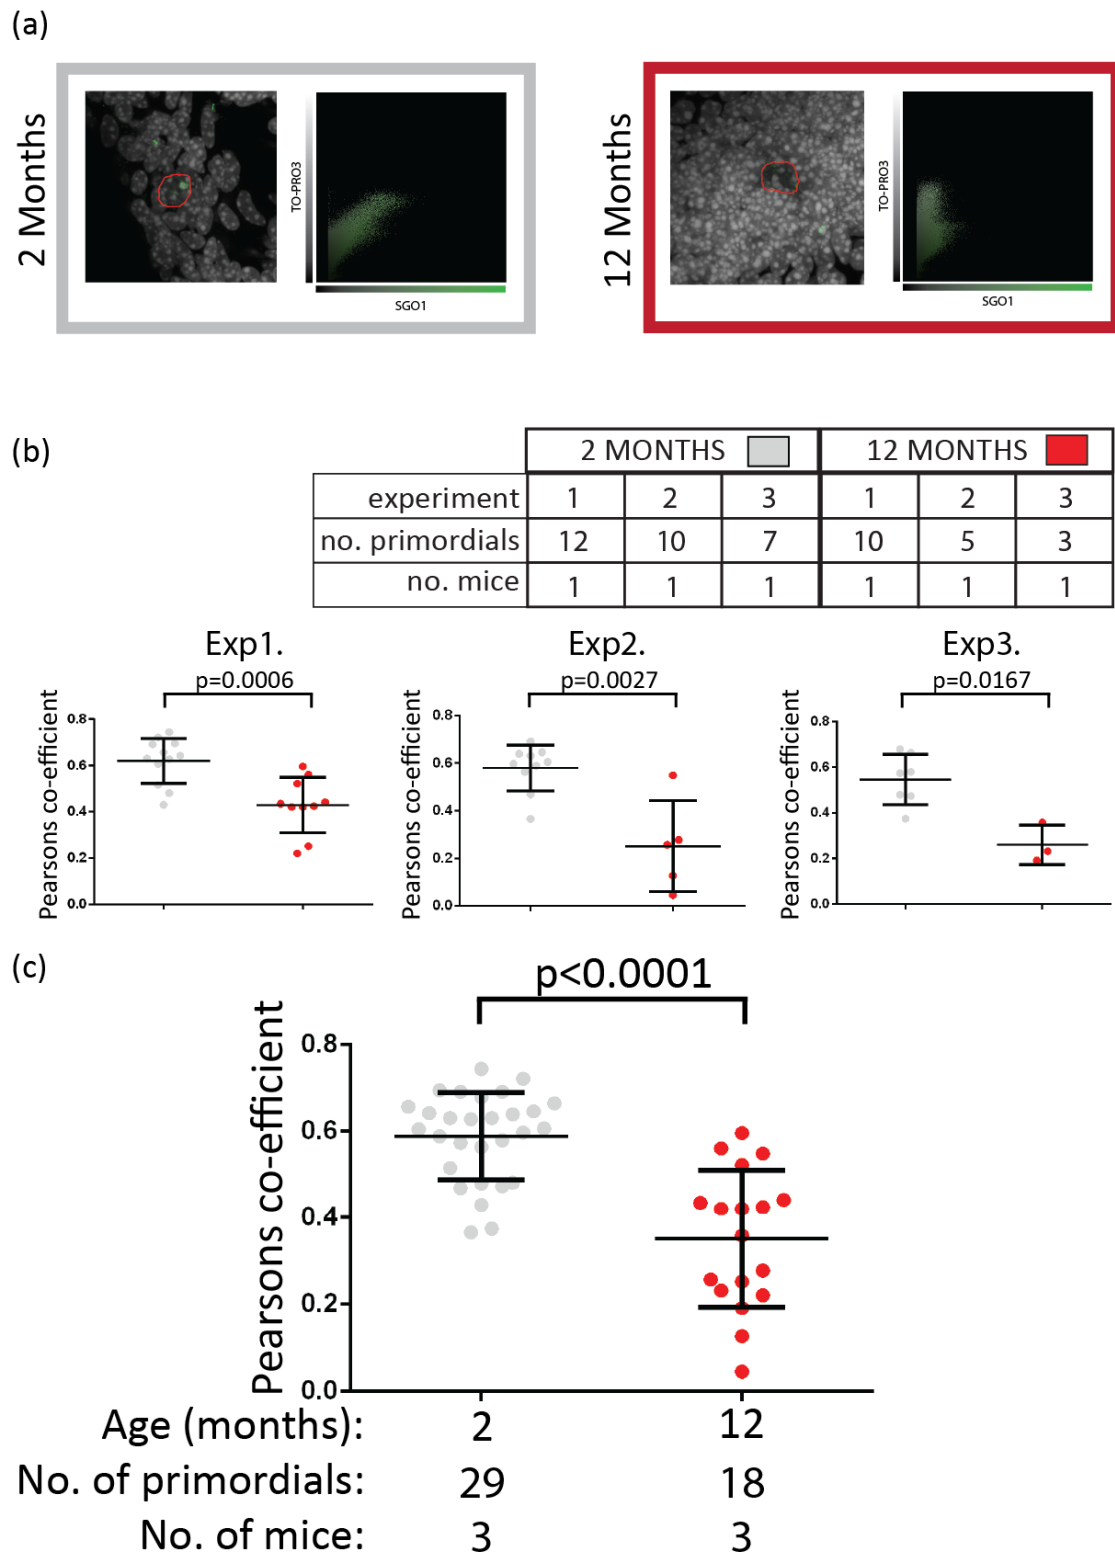 (a)
2 Months
TO-PRO3
SGO1
12 Months
TO-PRO3
SGO1
(b)
2 MONTHS 12 MONTHS
experiment 1 2 3 1 2 3
no. primordials 12 10 7 10 5 3
no. mice 1 1 1 1 1 1
Exp1.
p=0.0006
Pearsons co-efficient
0.8
0.6
0.4
0.2
0.0
Exp2.
p=0.0027
Pearsons co-efficient
0.8
0.6
0.4
0.2
0.0
Exp3.
p=0.0167
Pearsons co-efficient
0.8
0.6
0.4
0.2
0.0
(c)
p<0.0001
Pearsons co-efficient
0.8
0.6
0.4
0.2
0.0
Age (months): 2 12
No. of primordials: 29 18
No. of mice: 3 3